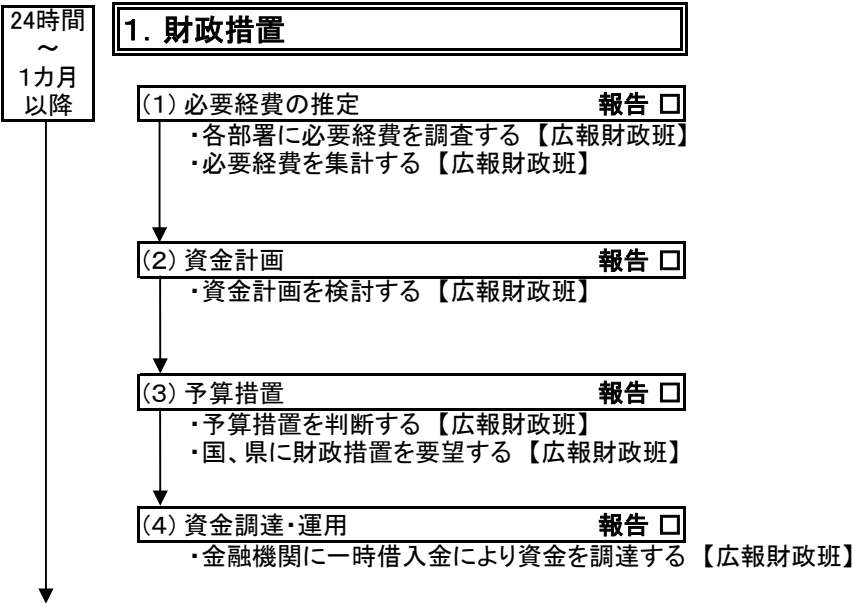 24時間
～
1カ月
以降
1．財政措置
(1) 必要経費の推定 報告 □
・各部署に必要経費を調査する 【広報財政班】
・必要経費を集計する 【広報財政班】
(2) 資金計画 報告 □
・資金計画を検討する 【広報財政班】
(3) 予算措置 報告 □
・予算措置を判断する 【広報財政班】
・国、県に財政措置を要望する 【広報財政班】
(4) 資金調達・運用 報告 □
・金融機関に一時借入金により資金を調達する 【広報財政班】